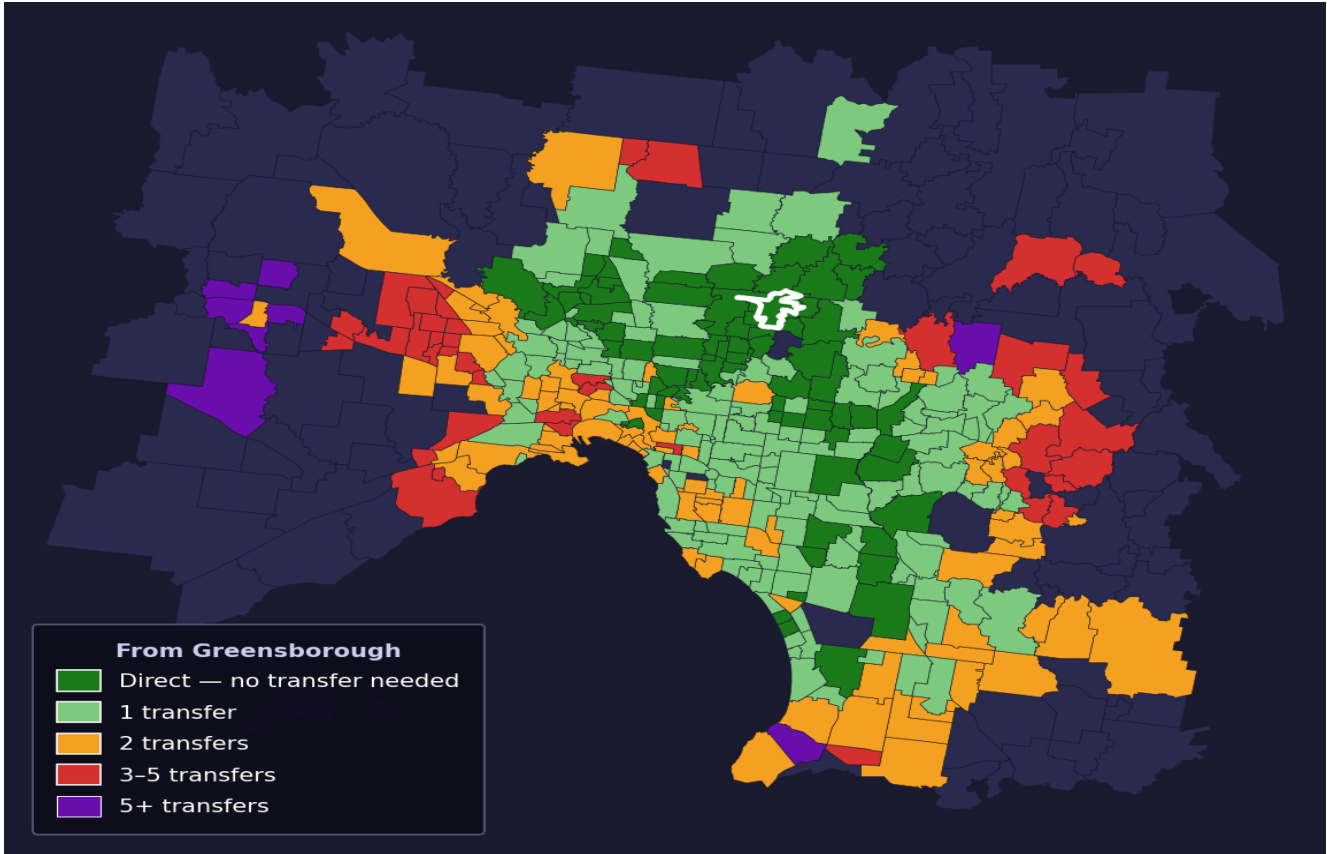 From Greensborough
Direct — no transfer needed
1 transfer
2 transfers
3–5 transfers
5+ transfers